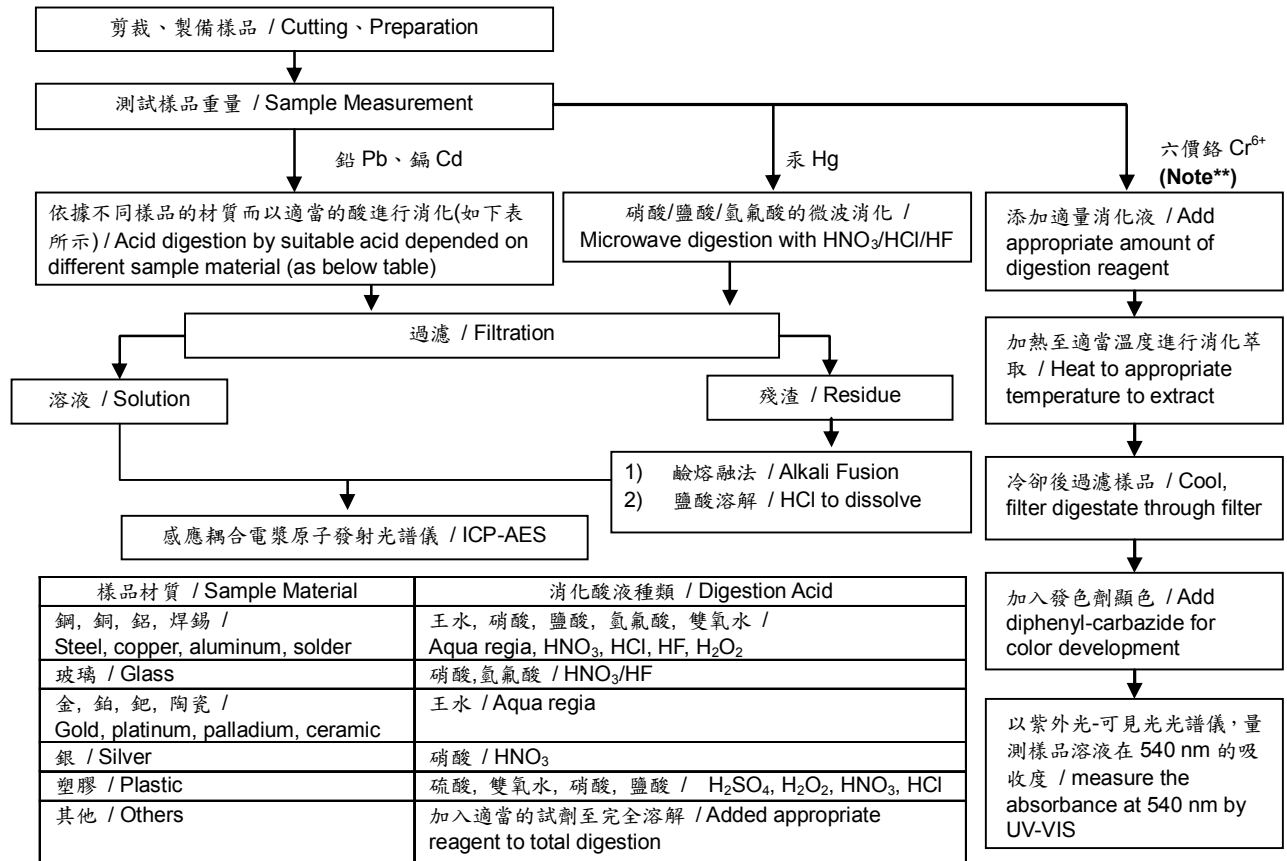 剪裁、製備樣品 / Cutting、Preparation
測試樣品重量 / Sample Measurement
鉛 Pb、鎘 Cd
汞 Hg
六價鉻 Cr⁶⁺
(Note**)
依據不同樣品的材質而以適當的酸進行消化(如下表
所示) / Acid digestion by suitable acid depended on
different sample material (as below table)
硝酸/鹽酸/氫氟酸的微波消化 /
Microwave digestion with HNO₃/HCl/HF
添加適量消化液 / Add
appropriate amount of
digestion reagent
過濾 / Filtration
加熱至適當溫度進行消化萃
取 / Heat to appropriate
temperature to extract
溶液 / Solution
殘渣 / Residue
1) 鹼熔融法 / Alkali Fusion
2) 鹽酸溶解 / HCl to dissolve
冷卻後過濾樣品 / Cool,
filter digestate through filter
感應耦合電漿原子發射光譜儀 / ICP-AES
加入發色劑顯色 / Add
diphenyl-carbazide for
color development
以紫外光-可見光光譜儀，量
測樣品溶液在 540 nm 的吸
收度 / measure the
absorbance at 540 nm by
UV-VIS
樣品材質 / Sample Material
消化酸液種類 / Digestion Acid
鋼, 銅, 鋁, 焊錫 /
Steel, copper, aluminum, solder
王水, 硝酸, 鹽酸, 氫氟酸, 雙氧水 /
Aqua regia, HNO₃, HCl, HF, H₂O₂
玻璃 / Glass
硝酸,氫氟酸 / HNO₃/HF
金, 鉑, 鈀, 陶瓷 /
Gold, platinum, palladium, ceramic
王水 / Aqua regia
銀 / Silver
硝酸 / HNO₃
塑膠 / Plastic
硫酸, 雙氧水, 硝酸, 鹽酸 / H₂SO₄, H₂O₂, HNO₃, HCl
其他 / Others
加入適當的試劑至完全溶解 / Added appropriate
reagent to total digestion